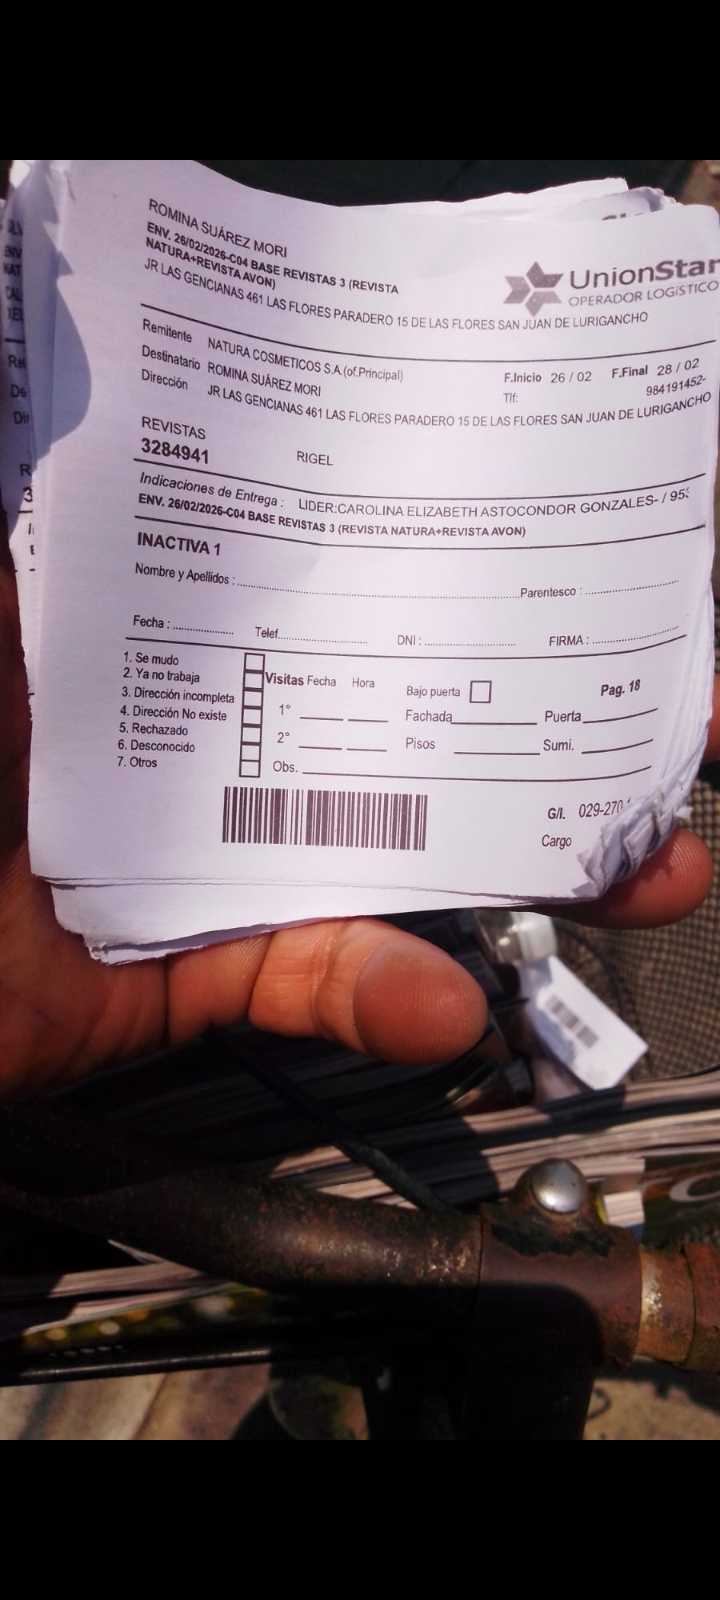 ROMINA SUÁREZ MORI
ENV. 26/02/2026-C04 BASE REVISTAS 3 (REVISTA
NATURA+REVISTA AVON)
JR LAS GENCIANAS 461 LAS FLORES PARADERO 15 DE LAS FLORES SAN JUAN DE LURIGANCHO
UnionStar
OPERADOR LOGíSTICO
Remitente NATURA COSMETICOS S.A.(of.Principal)
Destinatario ROMINA SUÁREZ MORI
F.Inicio 26 / 02 F.Final 28 / 02
Tlf: 984191452-
Dirección JR LAS GENCIANAS 461 LAS FLORES PARADERO 15 DE LAS FLORES SAN JUAN DE LURIGANCHO
REVISTAS
3284941 RIGEL
Indicaciones de Entrega : LIDER:CAROLINA ELIZABETH ASTOCONDOR GONZALES- / 95
ENV. 26/02/2026-C04 BASE REVISTAS 3 (REVISTA NATURA+REVISTA AVON)
INACTIVA 1
Nombre y Apellidos : Parentesco :
Fecha : Telef. DNI : FIRMA :
1. Se mudo
2. Ya no trabaja
3. Dirección incompleta
4. Dirección No existe
5. Rechazado
6. Desconocido
7. Otros
Visitas Fecha Hora Bajo puerta Pag. 18
1° Fachada Puerta
2° Pisos Sumi.
Obs.
G/I. 029-270
Cargo